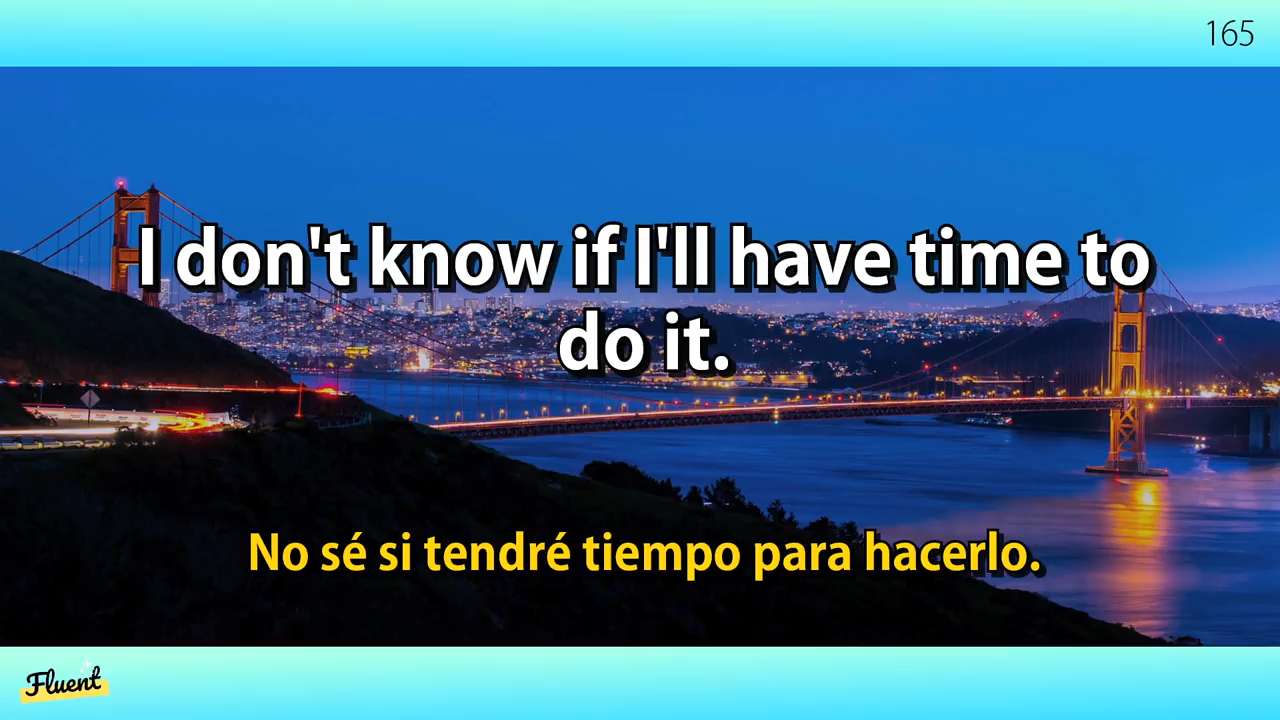 165
I don't know if I'll have time to
do it.
No sé si tendré tiempo para hacerlo.
Fluent